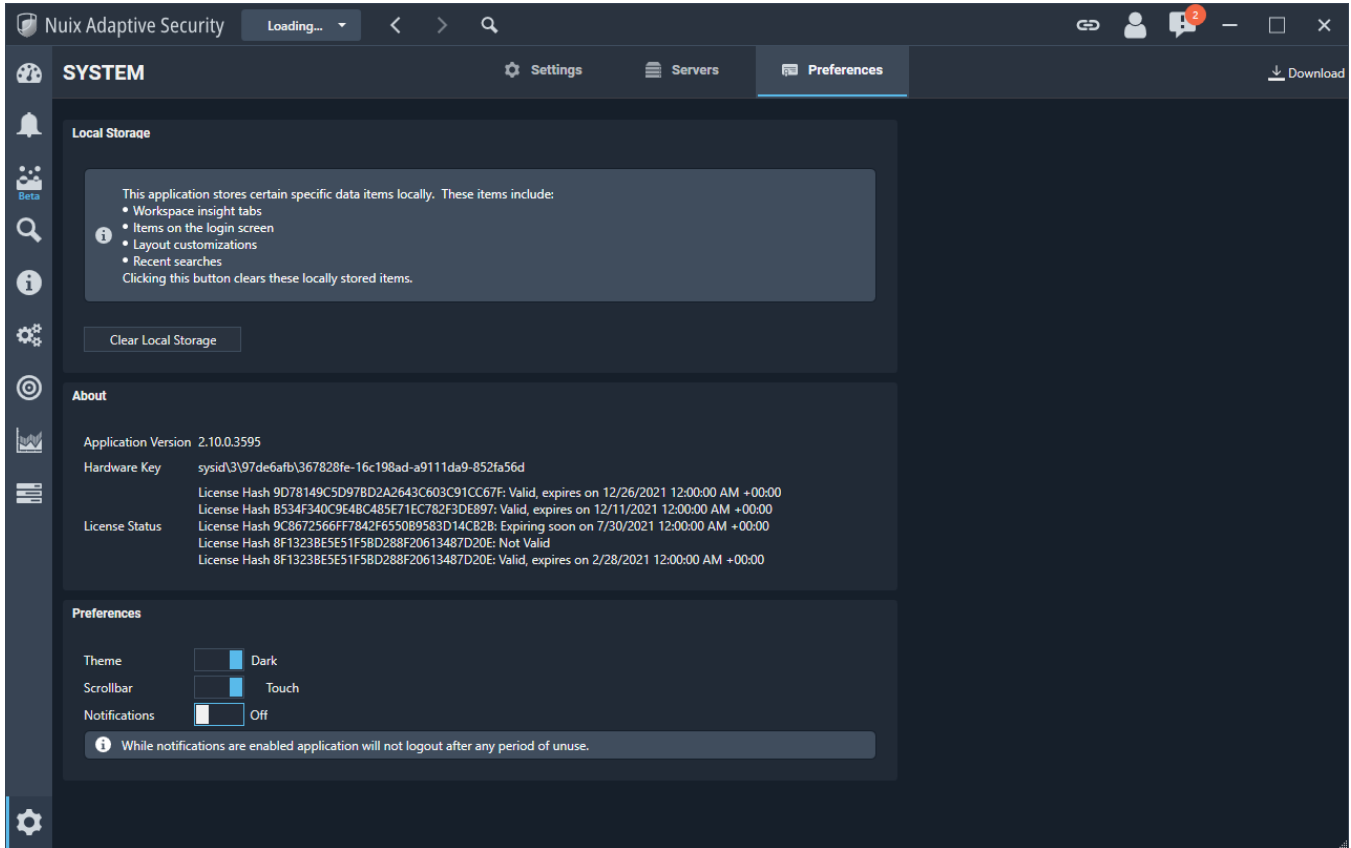 Nuix Adaptive Security
Loading...
2
SYSTEM
Settings
Servers
Preferences
Download
Beta
Local Storage
This application stores certain specific data items locally. These items include:
• Workspace insight tabs
• Items on the login screen
• Layout customizations
• Recent searches
Clicking this button clears these locally stored items.
Clear Local Storage
About
Application Version 2.10.0.3595
Hardware Key sysid\3\97de6afb\367828fe-16c198ad-a9111da9-852fa56d
License Status
License Hash 9D78149C5D97BD2A2643C603C91CC67F: Valid, expires on 12/26/2021 12:00:00 AM +00:00
License Hash B534F340C9E4BC485E71EC782F3DE897: Valid, expires on 12/11/2021 12:00:00 AM +00:00
License Hash 9C8672566FF7842F6550B9583D14CB2B: Expiring soon on 7/30/2021 12:00:00 AM +00:00
License Hash 8F1323BE5E51F5BD288F20613487D20E: Not Valid
License Hash 8F1323BE5E51F5BD288F20613487D20E: Valid, expires on 2/28/2021 12:00:00 AM +00:00
Preferences
Theme Dark
Scrollbar Touch
Notifications Off
While notifications are enabled application will not logout after any period of unuse.